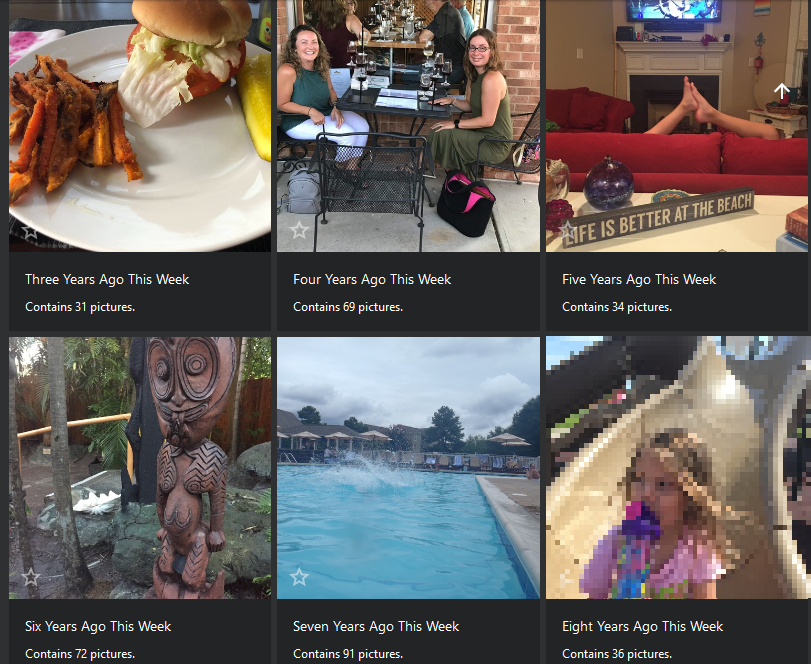 LIFE IS BETTER AT THE BEACH
Three Years Ago This Week
Contains 31 pictures.
Four Years Ago This Week
Contains 69 pictures.
Five Years Ago This Week
Contains 34 pictures.
Six Years Ago This Week
Contains 72 pictures.
Seven Years Ago This Week
Contains 91 pictures.
Eight Years Ago This Week
Contains 36 pictures.